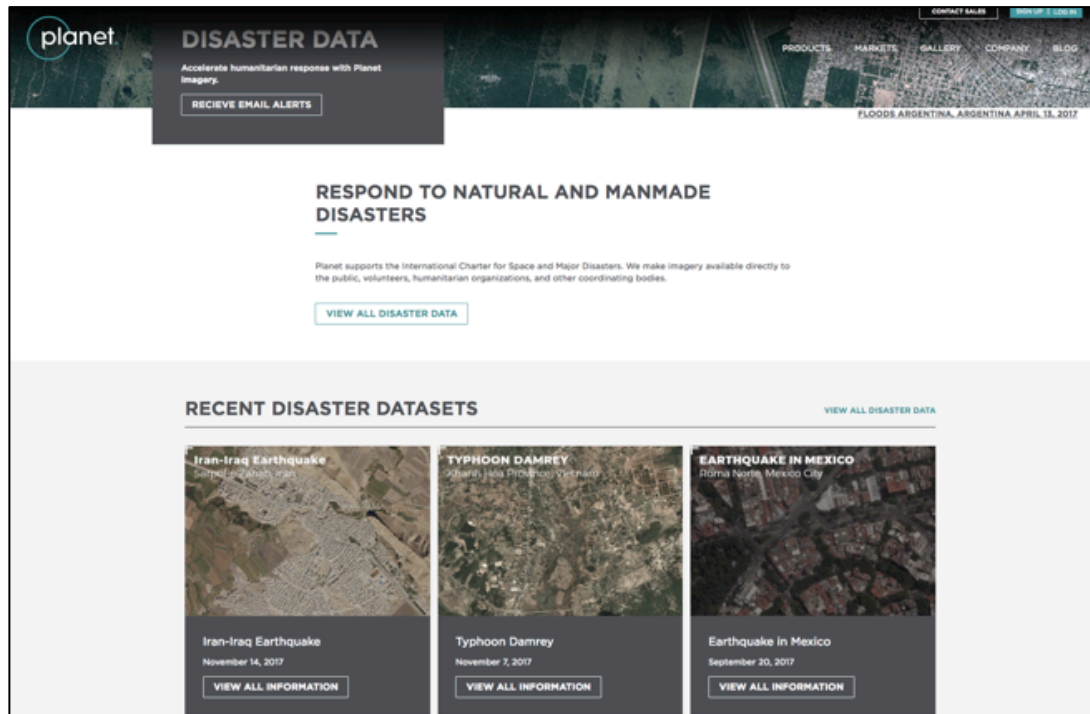 CONTACT SALES
SIGN UP | LOG IN
planet.
PRODUCTS
MARKETS
GALLERY
COMPANY
BLOG
DISASTER DATA
Accelerate humanitarian response with Planet
Imagery.
RECIEVE EMAIL ALERTS
FLOODS ARGENTINA, ARGENTINA APRIL 13, 2017
RESPOND TO NATURAL AND MANMADE
DISASTERS
Planet supports the International Charter for Space and Major Disasters. We make imagery available directly to
the public, volunteers, humanitarian organizations, and other coordinating bodies.
VIEW ALL DISASTER DATA
RECENT DISASTER DATASETS
VIEW ALL DISASTER DATA
Iran-Iraq Earthquake
Iran
TYPHOON DAMREY
Khanh Hoa Province, Vietnam
EARTHQUAKE IN MEXICO
Roma Norte, Mexico City
Iran-Iraq Earthquake
November 14, 2017
VIEW ALL INFORMATION
Typhoon Damrey
November 7, 2017
VIEW ALL INFORMATION
Earthquake in Mexico
September 20, 2017
VIEW ALL INFORMATION